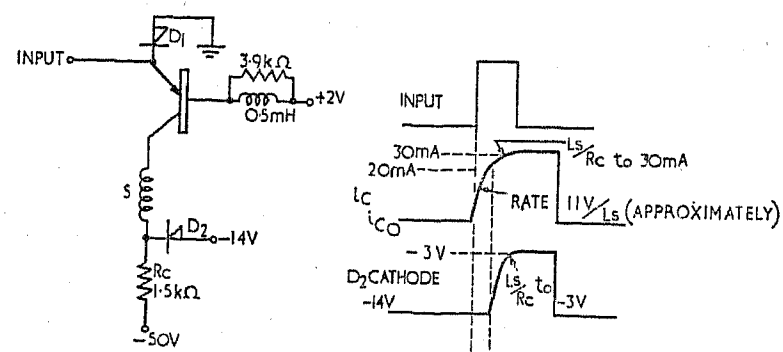 D1
INPUT
3·9kΩ
+2V
0·5mH
S
D2
-14V
Rc
1·5kΩ
-50V
INPUT
30mA
Ls/Rc to 30mA
20mA
ic
RATE
11V/Ls (APPROXIMATELY)
ico
-3V
D2 CATHODE
Ls/Rc to
-3V
-14V